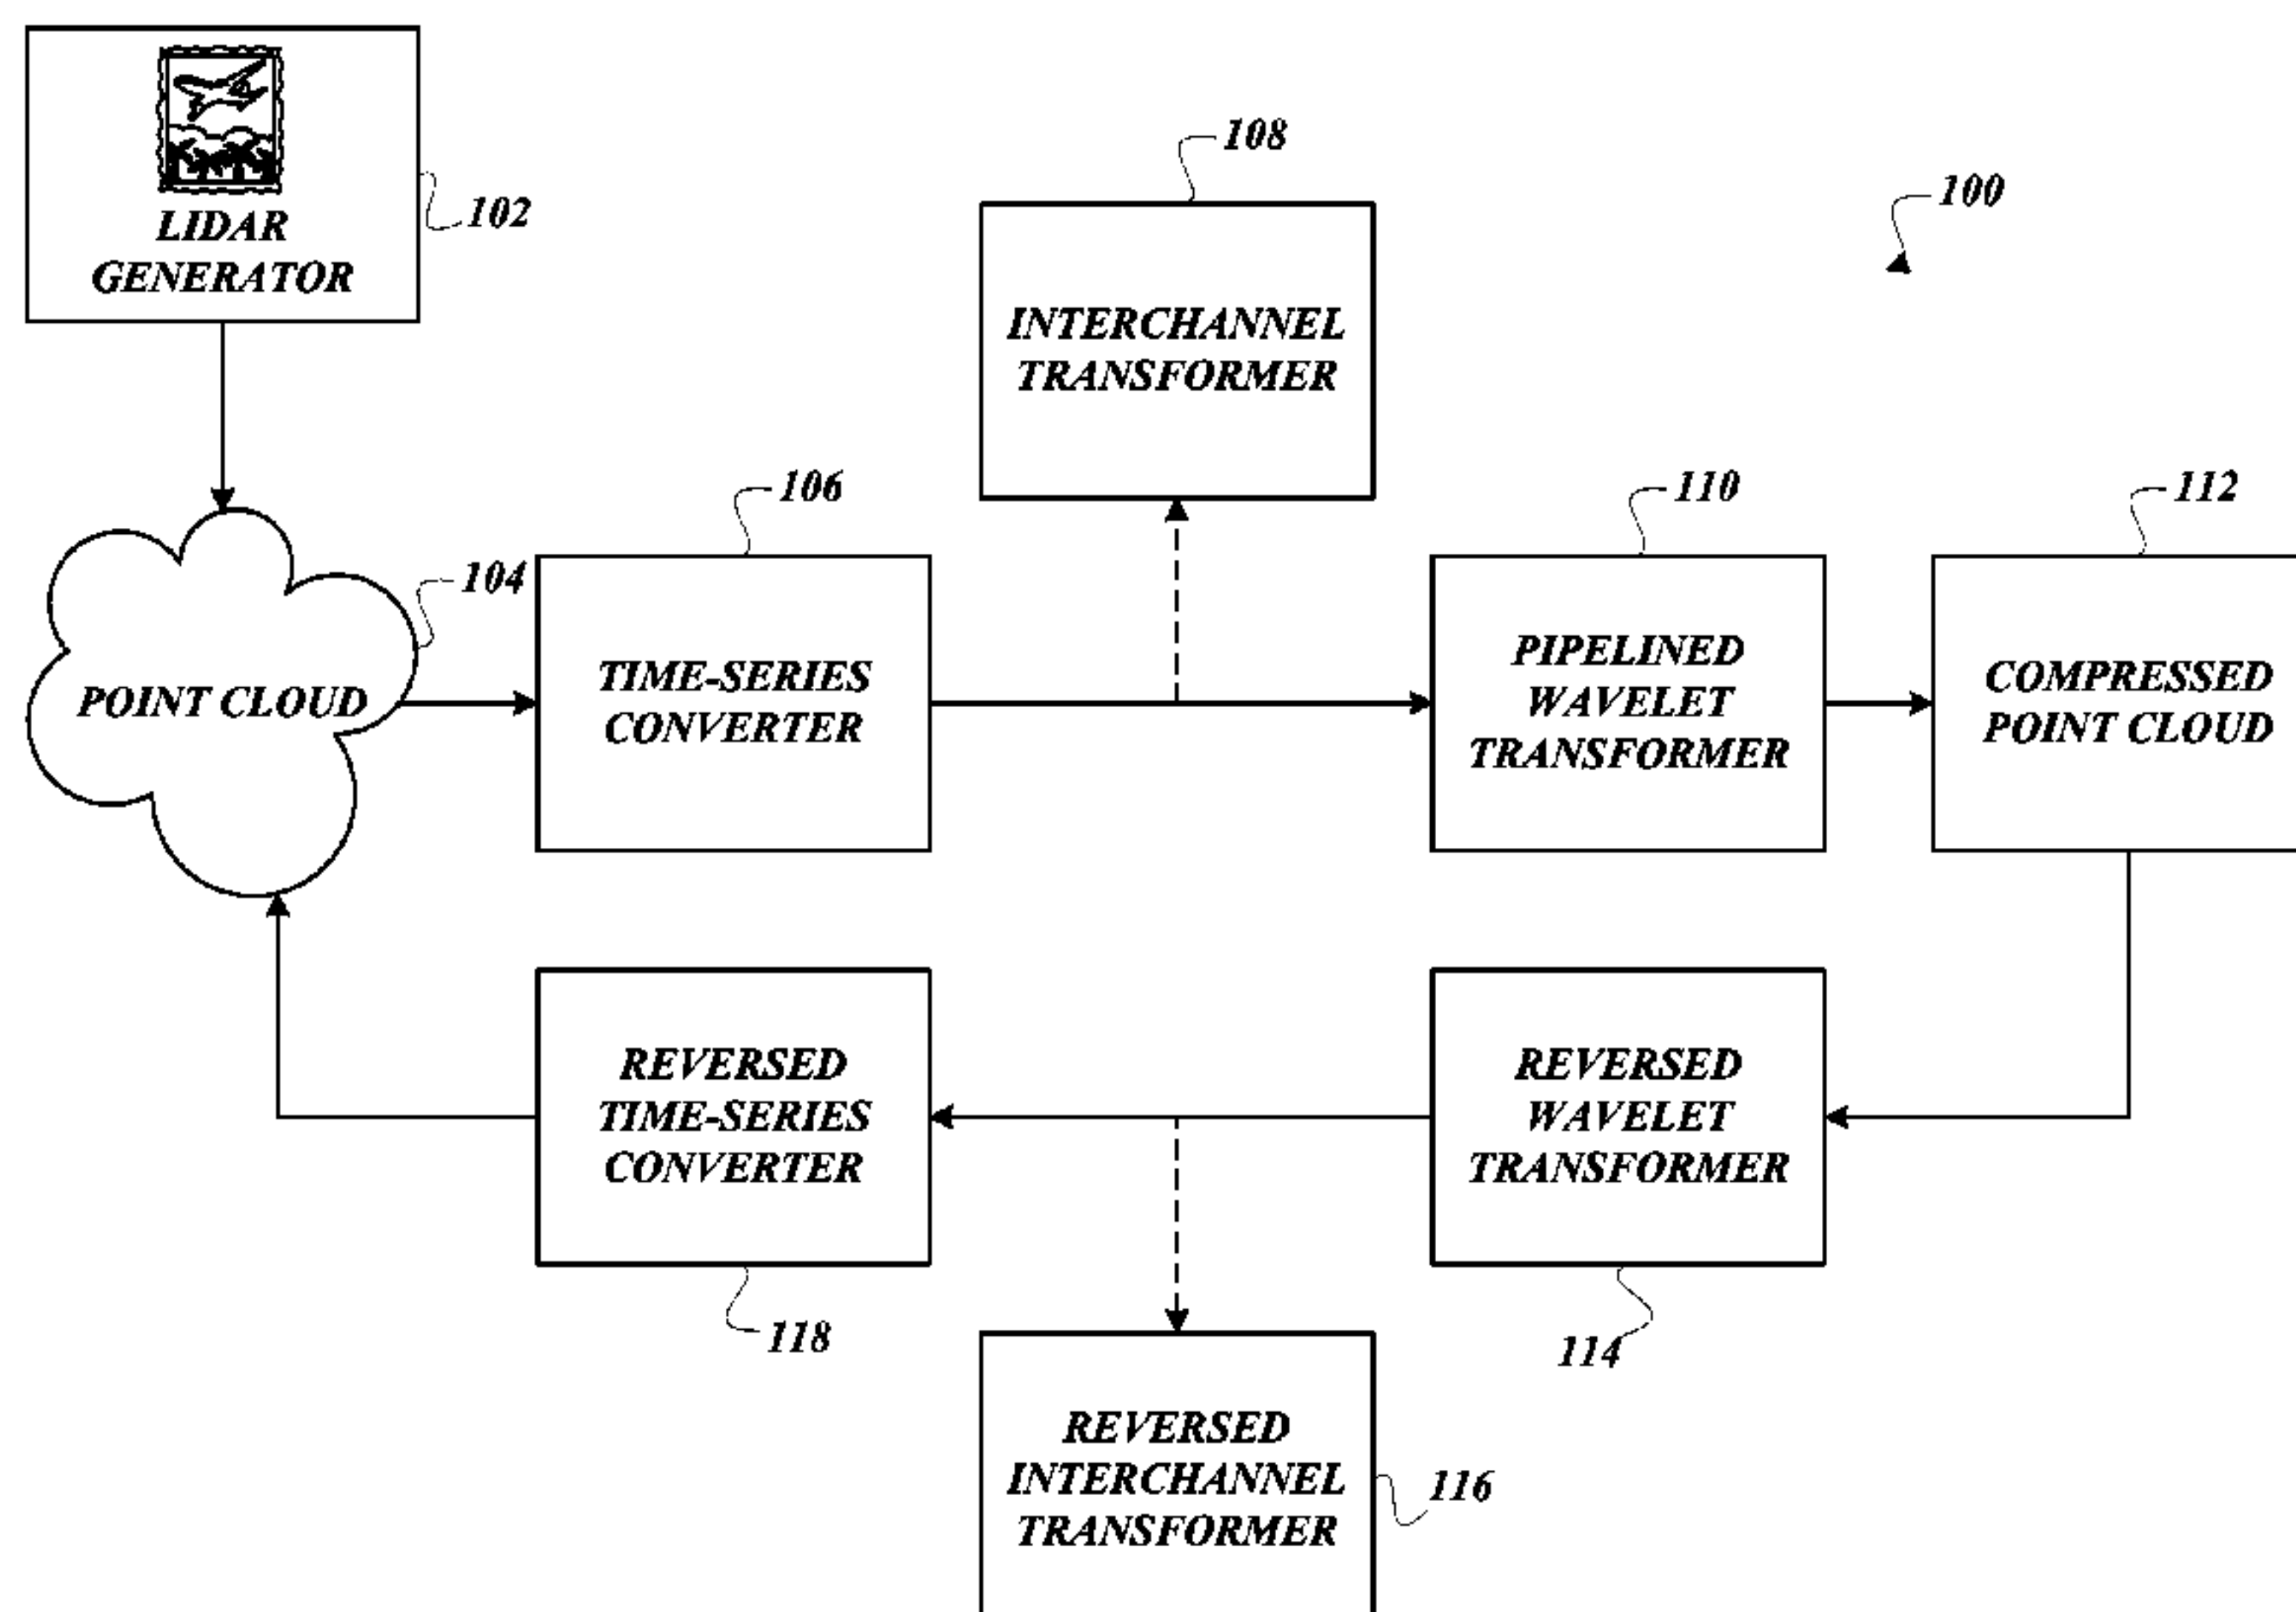 108
100
102
LIDAR
GENERATOR
INTERCHANNEL
TRANSFORMER
106
110
112
104
POINT CLOUD
TIME-SERIES
CONVERTER
PIPELINED
WAVELET
TRANSFORMER
COMPRESSED
POINT CLOUD
REVERSED
TIME-SERIES
CONVERTER
REVERSED
WAVELET
TRANSFORMER
118
114
REVERSED
INTERCHANNEL
TRANSFORMER
116